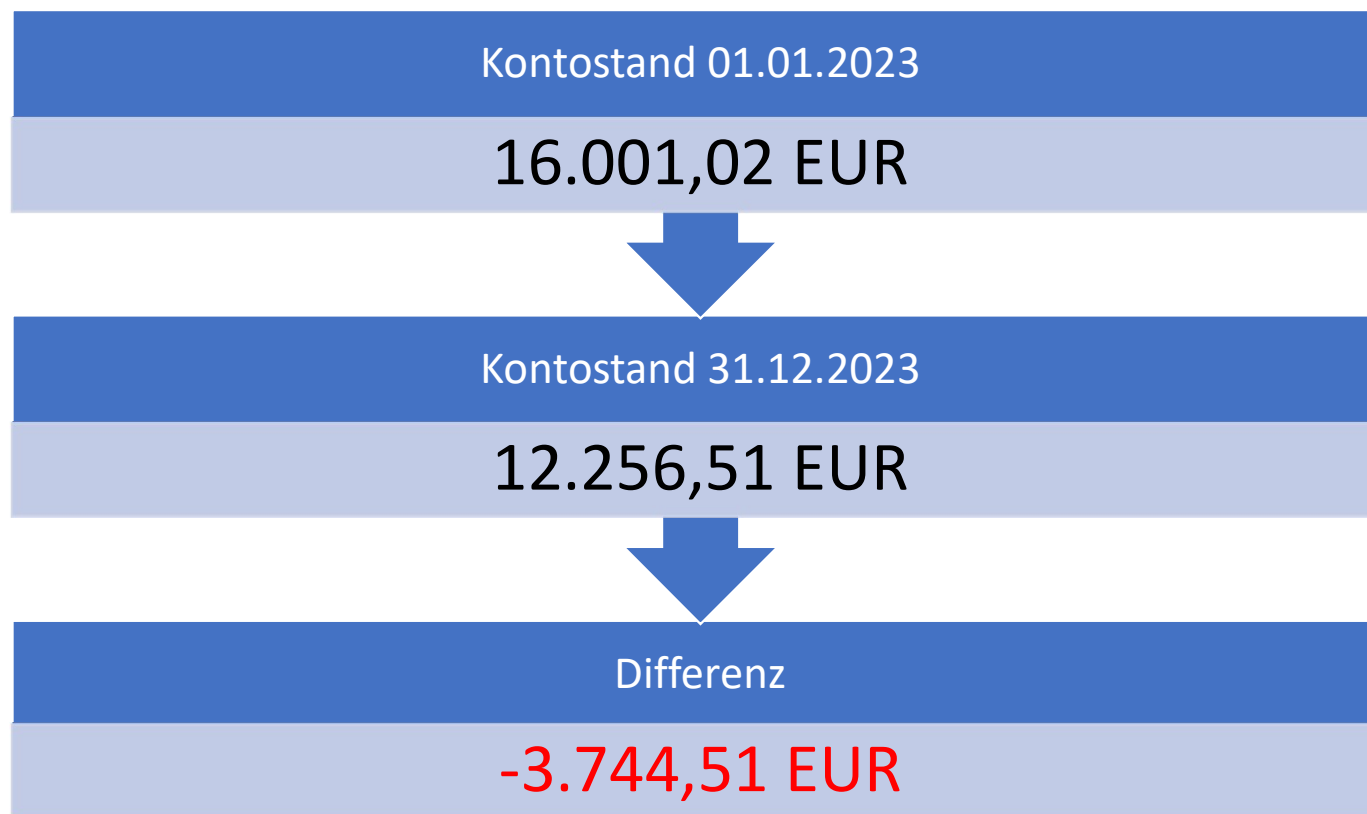 Kontostand 01.01.2023
16.001,02 EUR
Kontostand 31.12.2023
12.256,51 EUR
Differenz
-3.744,51 EUR